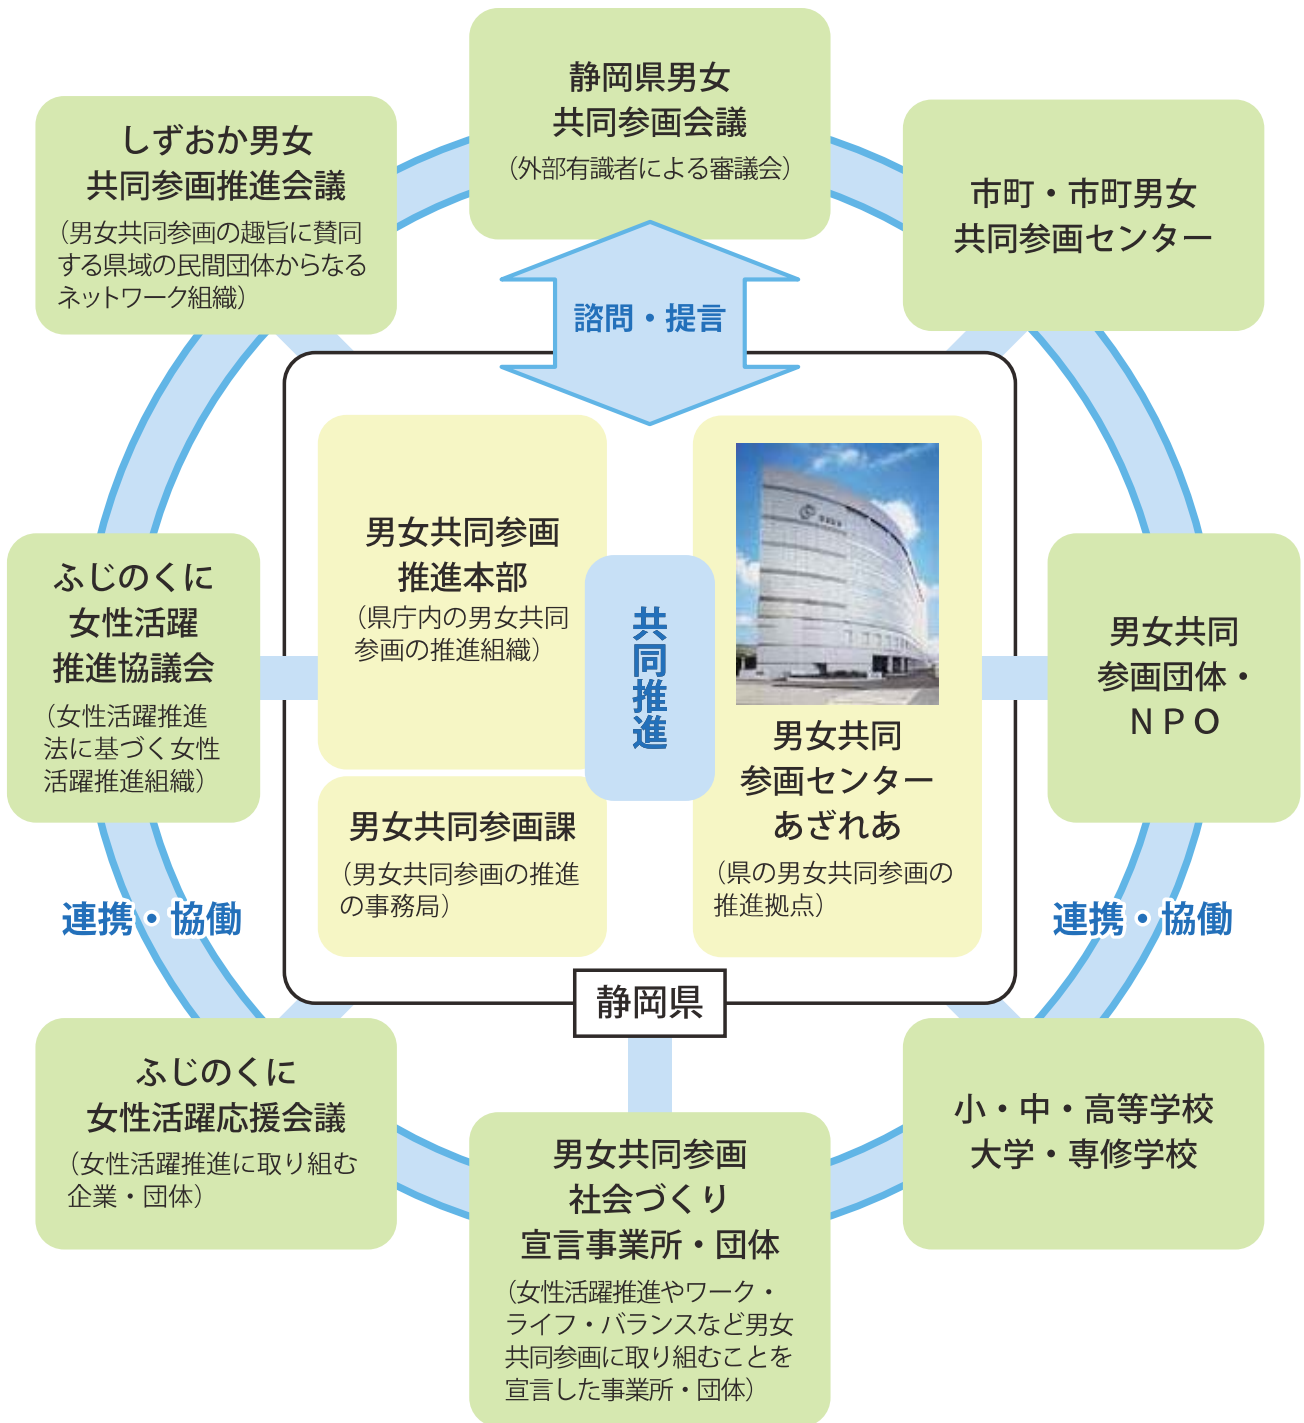 静岡県男女
共同参画会議
（外部有識者による審議会）
しずおか男女
共同参画推進会議
（男女共同参画の趣旨に賛同
する県域の民間団体からなる
ネットワーク組織）
市町・市町男女
共同参画センター
諮問・提言
男女共同参画
推進本部
（県庁内の男女共同
参画の推進組織）
共同推進
男女共同
参画センター
あざれあ
（県の男女共同参画の
推進拠点）
男女共同参画課
（男女共同参画の推進
の事務局）
静岡県
ふじのくに
女性活躍
推進協議会
（女性活躍推進
法に基づく女性
活躍推進組織）
男女共同
参画団体・
ＮＰＯ
連携・協働
連携・協働
ふじのくに
女性活躍応援会議
（女性活躍推進に取り組む
企業・団体）
男女共同参画
社会づくり
宣言事業所・団体
（女性活躍推進やワーク・
ライフ・バランスなど男女
共同参画に取り組むことを
宣言した事業所・団体）
小・中・高等学校
大学・専修学校